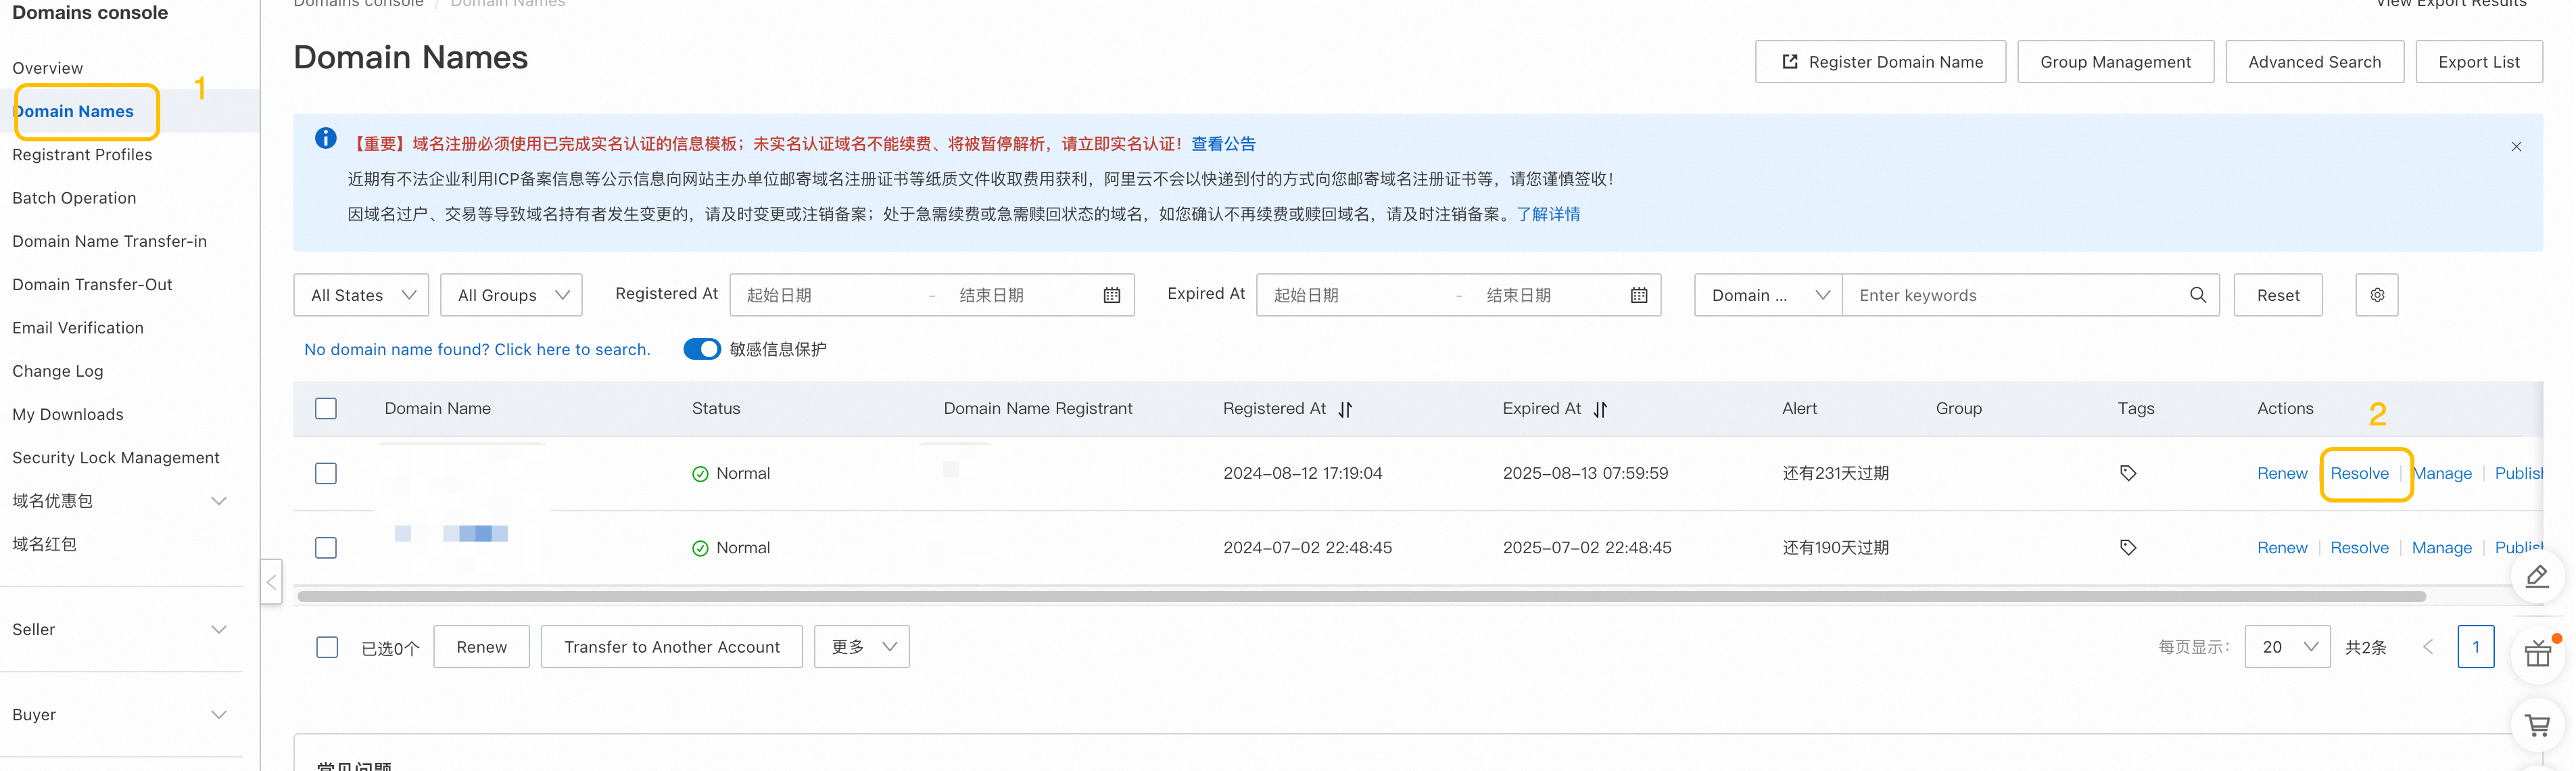 Domains console
Domains console / Domain Names
View Export Results
Overview
1
Domain Names
Registrant Profiles
Batch Operation
Domain Name Transfer-in
Domain Transfer-Out
Email Verification
Change Log
My Downloads
Security Lock Management
域名优惠包
域名红包
Seller
Buyer
Domain Names
Register Domain Name
Group Management
Advanced Search
Export List
【重要】域名注册必须使用已完成实名认证的信息模板；未实名认证域名不能续费、将被暂停解析，请立即实名认证！查看公告
近期有不法企业利用ICP备案信息等公示信息向网站主办单位邮寄域名注册证书等纸质文件收取费用获利，阿里云不会以快递到付的方式向您邮寄域名注册证书等，请您谨慎签收！
因域名过户、交易等导致域名持有者发生变更的，请及时变更或注销备案；处于急需续费或急需赎回状态的域名，如您确认不再续费或赎回域名，请及时注销备案。了解详情
All States All Groups Registered At 起始日期 - 结束日期 Expired At 起始日期 - 结束日期 Domain ... Enter keywords Reset
No domain name found? Click here to search. 敏感信息保护
Domain Name Status Domain Name Registrant Registered At Expired At Alert Group Tags Actions 2
Normal 2024-08-12 17:19:04 2025-08-13 07:59:59 还有231天过期 Renew | Resolve | Manage | Publish
Normal 2024-07-02 22:48:45 2025-07-02 22:48:45 还有190天过期 Renew | Resolve | Manage | Publish
已选0个 Renew Transfer to Another Account 更多 每页显示： 20 共2条 1
常见问题